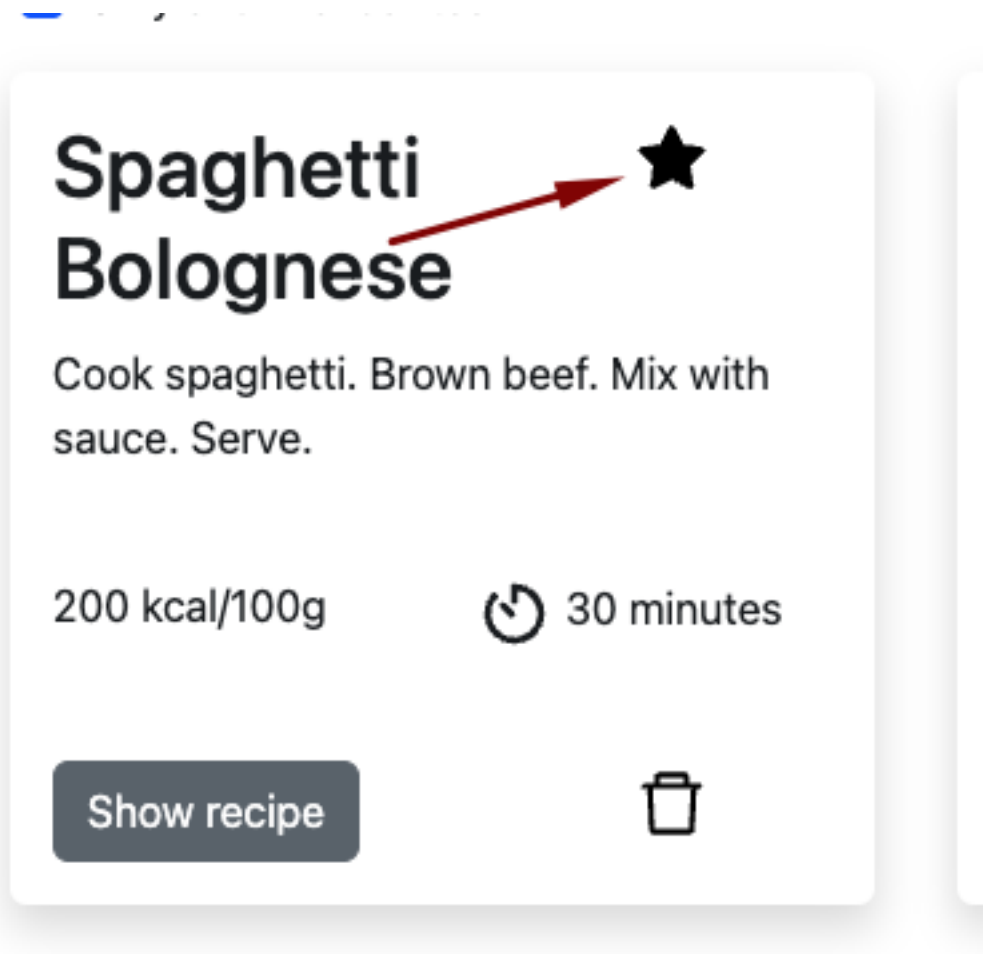 Spaghetti
Bolognese
Cook spaghetti. Brown beef. Mix with
sauce. Serve.
200 kcal/100g
30 minutes
Show recipe